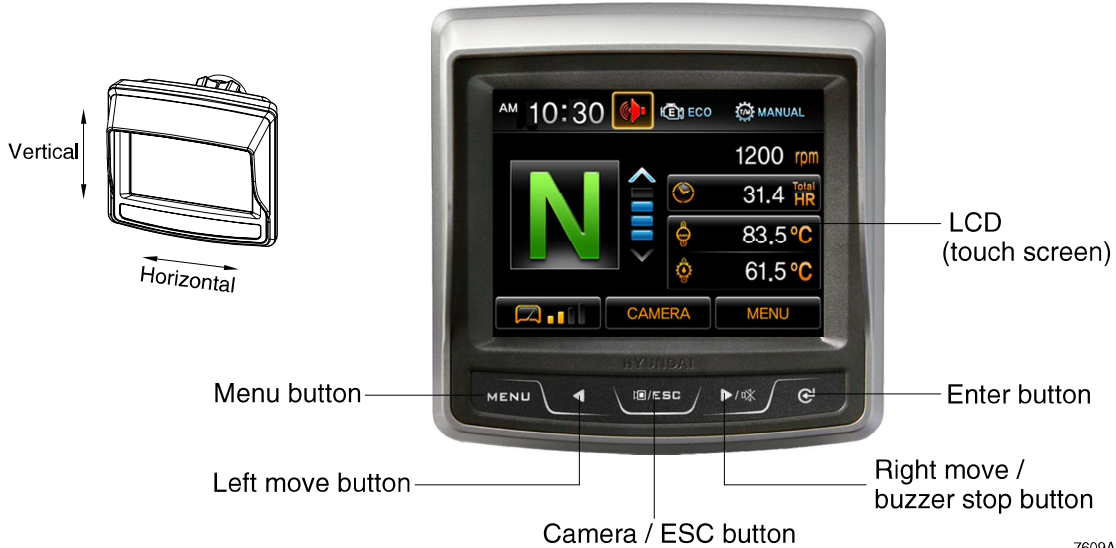 Vertical
Horizontal
AM 10:30 E ECO T/M MANUAL
1200 rpm
N
31.4 Total HR
83.5 °C
61.5 °C
CAMERA MENU
LCD
(touch screen)
HYUNDAI
MENU /ESC /
Menu button
Enter button
Left move button
Right move /
buzzer stop button
Camera / ESC button
7609A